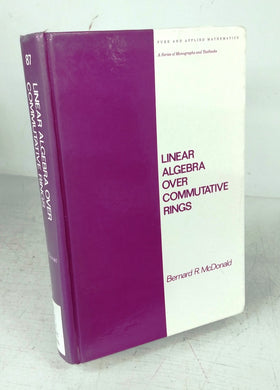 PURE AND APPLIED MATHEMATICS
A Series of Monographs and Textbooks
LINEAR
ALGEBRA
OVER
COMMUTATIVE
RINGS
Bernard R. McDonald
LINEAR ALGEBRA OVER
COMMUTATIVE RINGS